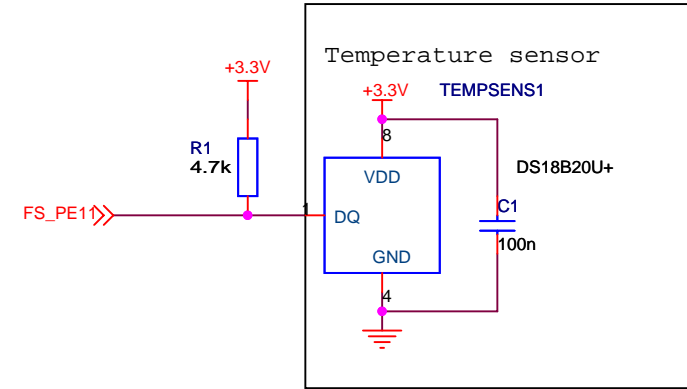 Temperature sensor
+3.3V
+3.3V
TEMPSENS1
8
R1
4.7k
VDD
DS18B20U+
FS_PE11
1
DQ
C1
100n
GND
4